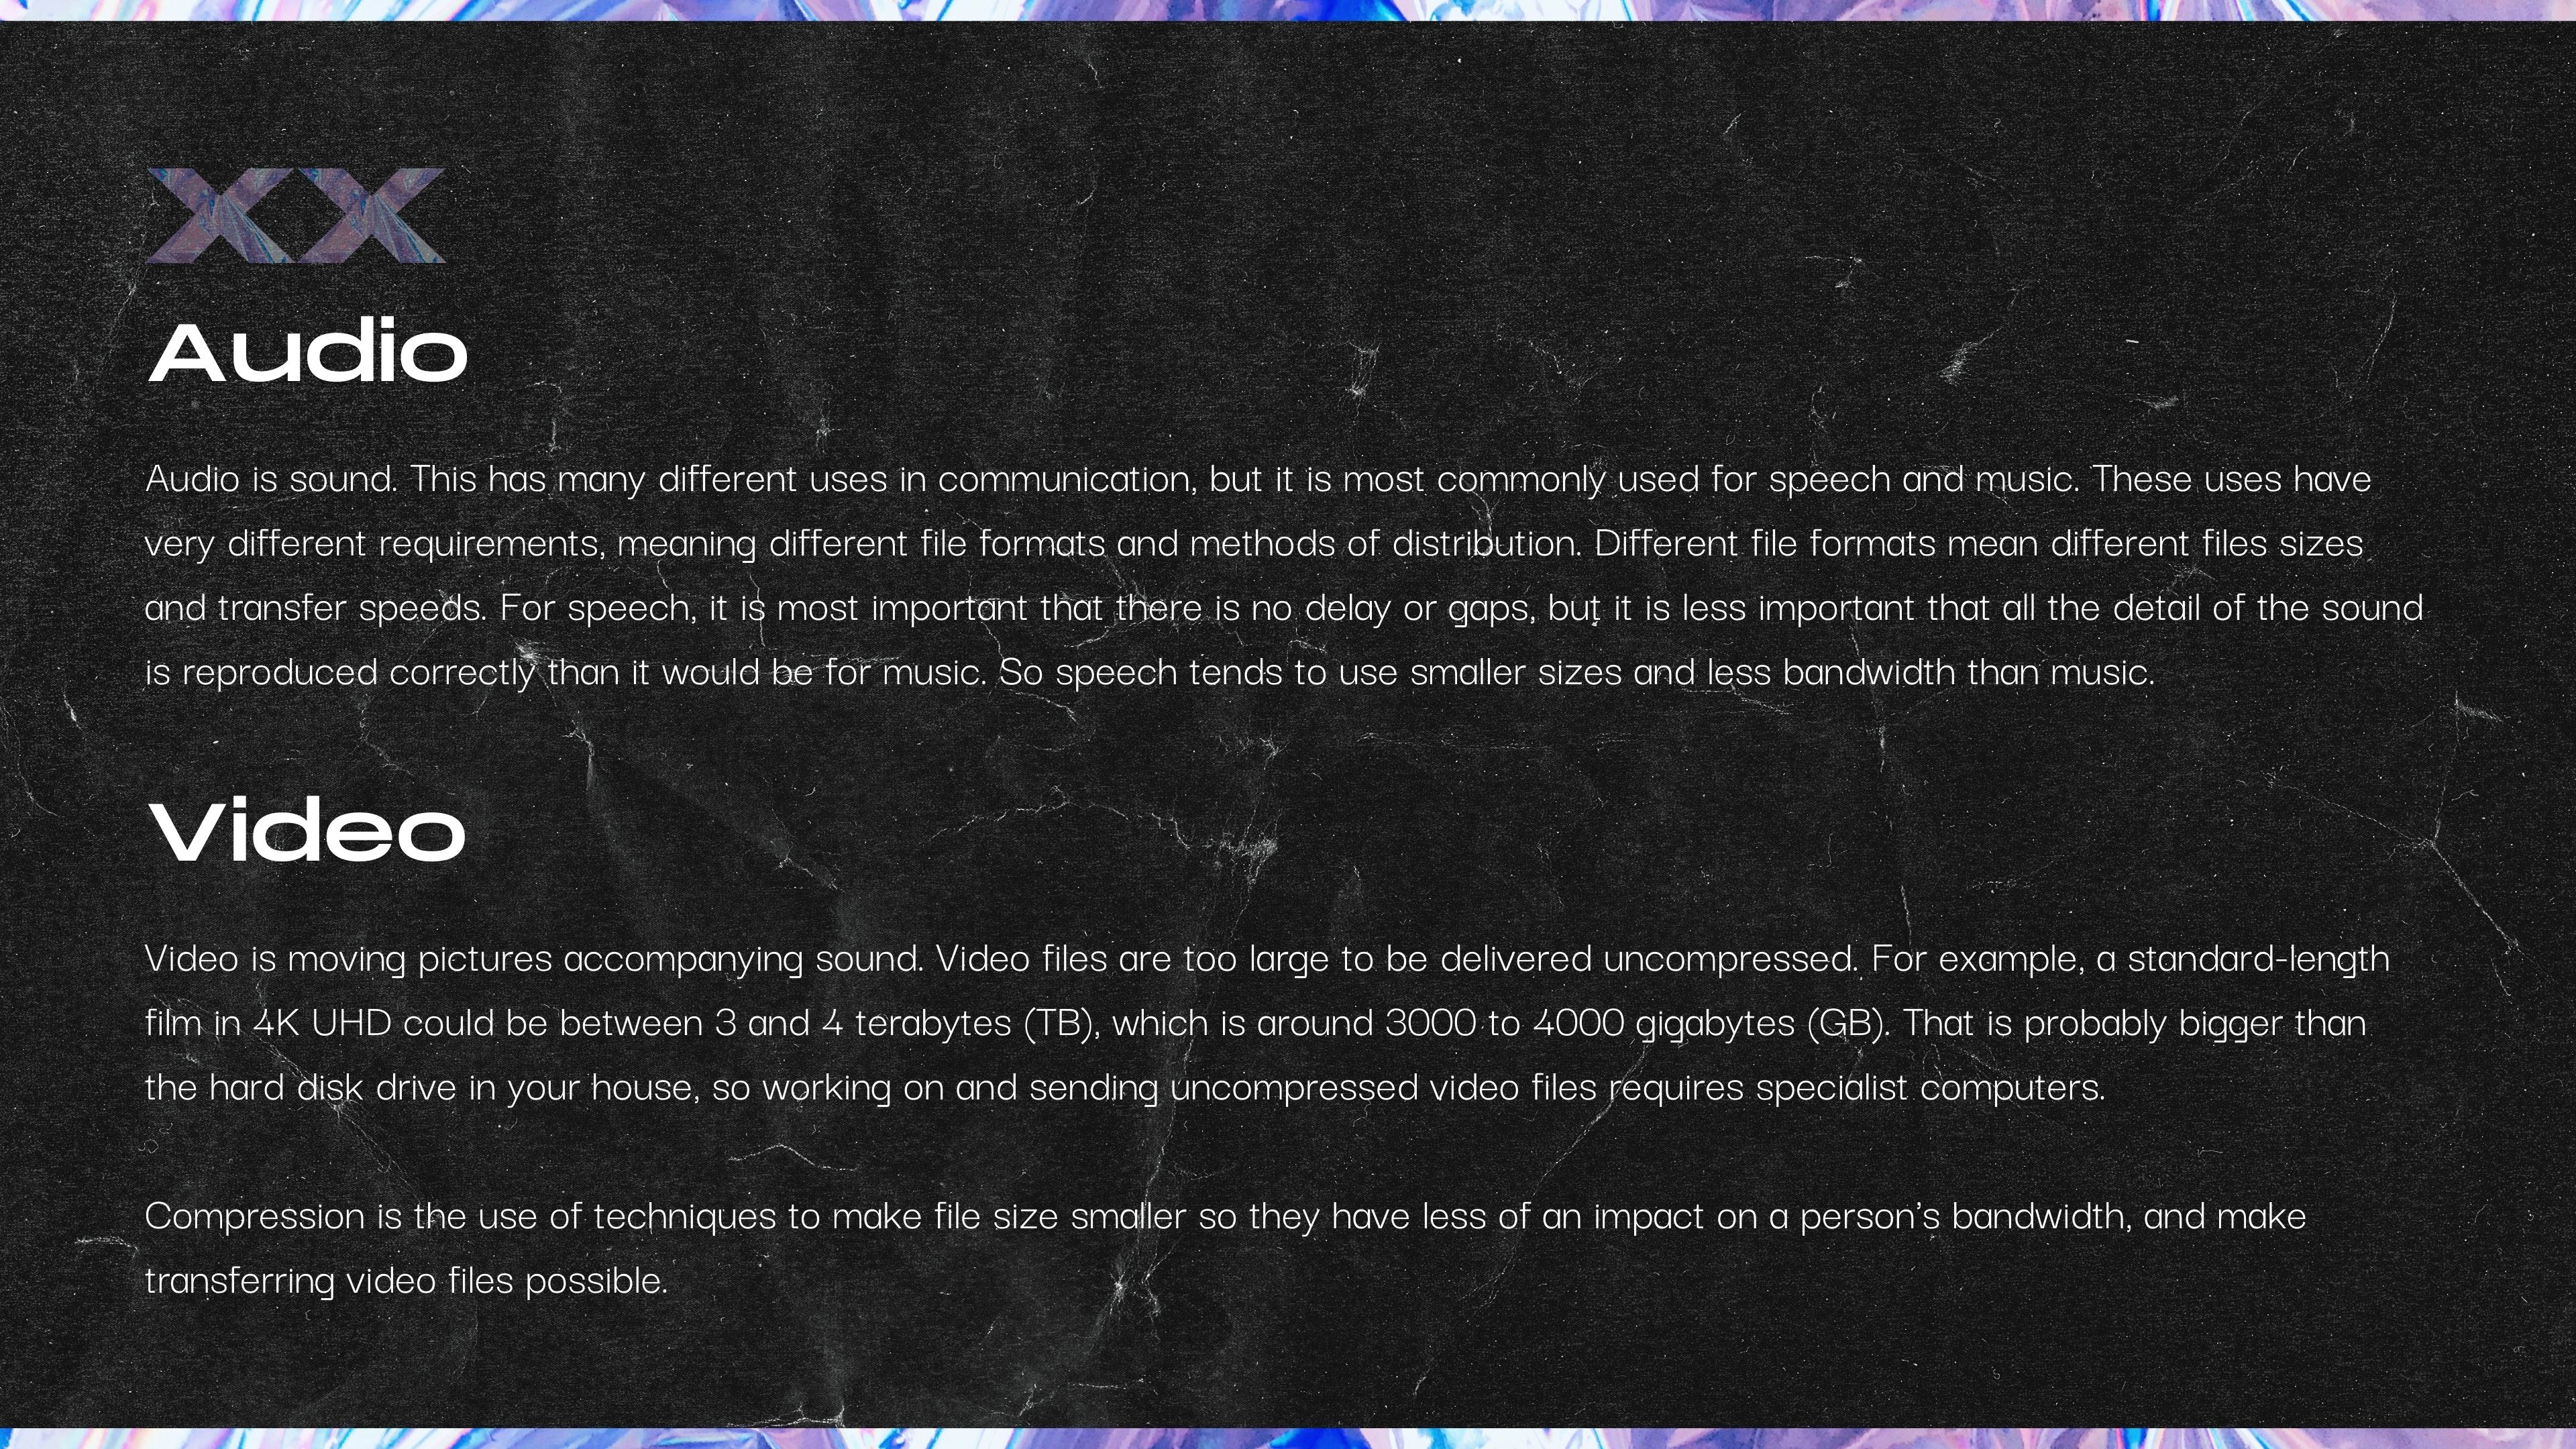 XX
Audio
Audio is sound. This has many different uses in communication, but it is most commonly used for speech and music. These uses have
very different requirements, meaning different file formats and methods of distribution. Different file formats mean different files sizes
and transfer speeds. For speech, it is most important that there is no delay or gaps, but it is less important that all the detail of the sound
is reproduced correctly than it would be for music. So speech tends to use smaller sizes and less bandwidth than music.
Video
Video is moving pictures accompanying sound. Video files are too large to be delivered uncompressed. For example, a standard-length
film in 4K UHD could be between 3 and 4 terabytes (TB), which is around 3000 to 4000 gigabytes (GB). That is probably bigger than
the hard disk drive in your house, so working on and sending uncompressed video files requires specialist computers.
Compression is the use of techniques to make file size smaller so they have less of an impact on a person’s bandwidth, and make
transferring video files possible.